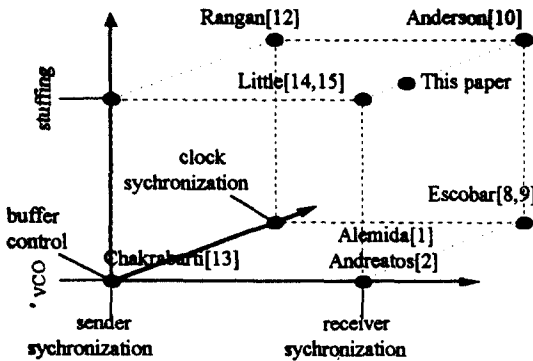 Rangan[12]
Anderson[10]
stuffing
Little[14,15]
This paper
clock
sychronization
Escobar[8,9]
buffer
control
Alemida[1]
Chakrabarti[13]
Andreatos[2]
VCO
sender
sychronization
receiver
sychronization